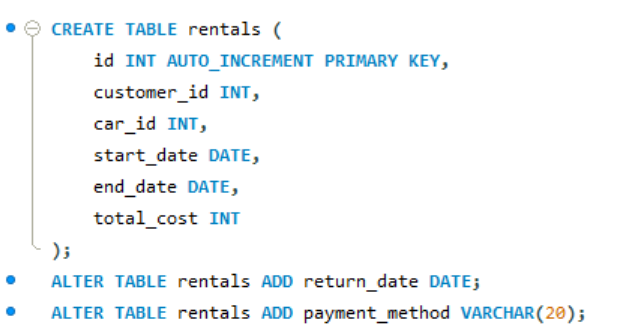 CREATE TABLE rentals (
id INT AUTO_INCREMENT PRIMARY KEY,
customer_id INT,
car_id INT,
start_date DATE,
end_date DATE,
total_cost INT
);
ALTER TABLE rentals ADD return_date DATE;
ALTER TABLE rentals ADD payment_method VARCHAR(20);